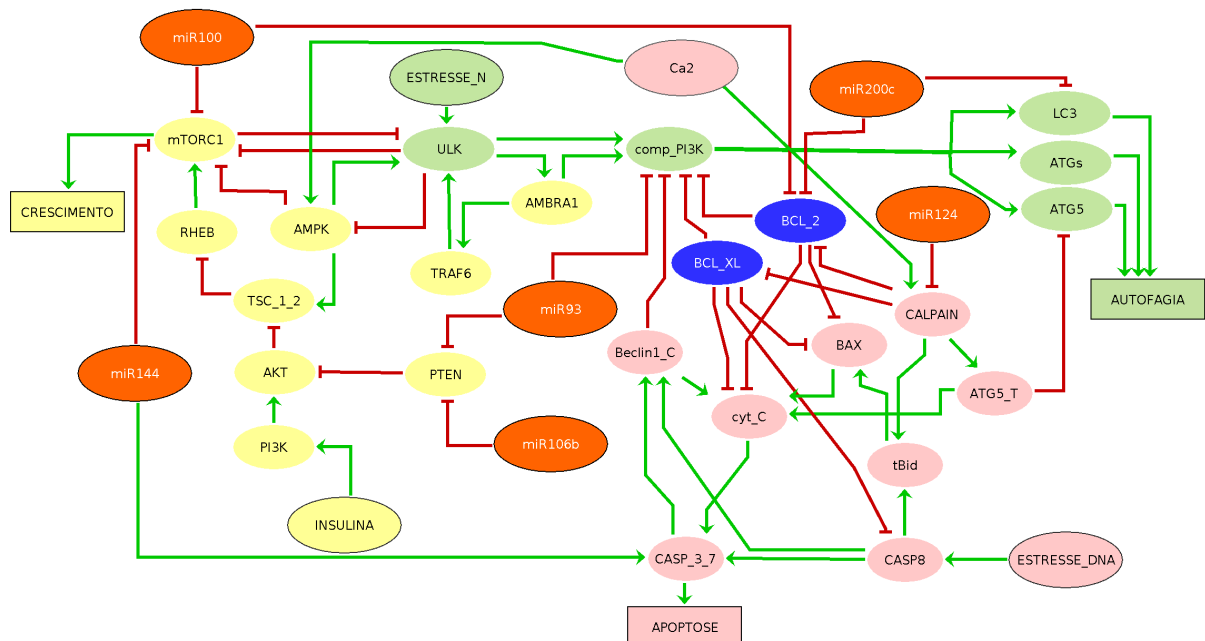 miR100
ESTRESSE_N
Ca2
miR200c
LC3
mTORC1
ULK
comp_PI3K
ATGs
AMBRA1
CRESCIMENTO
RHEB
AMPK
BCL_2
miR124
ATG5
TRAF6
BCL_XL
TSC_1_2
miR93
CALPAIN
AUTOFAGIA
Beclin1_C
BAX
miR144
AKT
PTEN
ATG5_T
cyt_C
PI3K
miR106b
tBid
INSULINA
CASP_3_7
CASP8
ESTRESSE_DNA
APOPTOSE